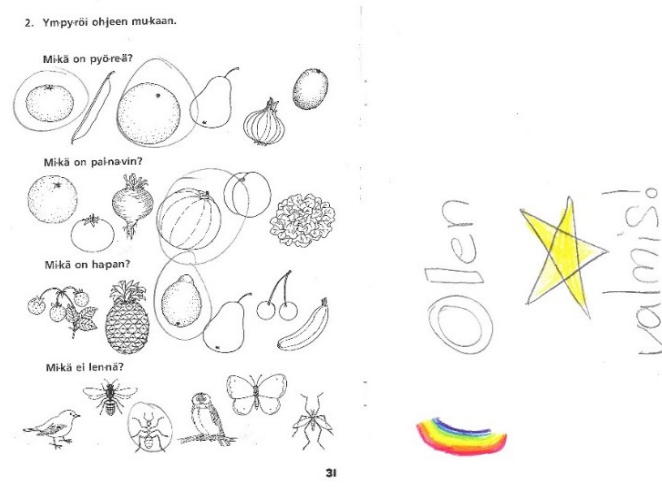 2. Ym-py-röi oh-jeen mu-kaan.
Mi-kä on pyö-re-ä?
Mi-kä on pai-na-vin?
Mi-kä on ha-pan?
Mi-kä ei len-nä?
31
Olen
valmis!